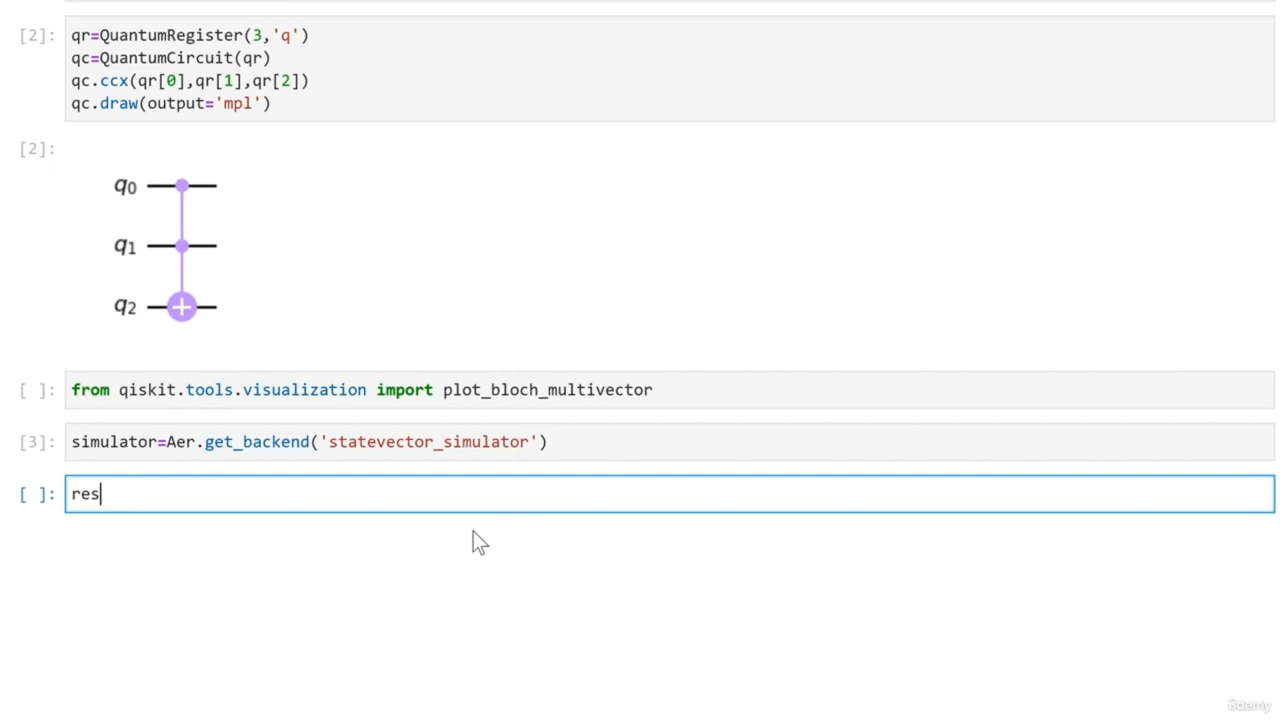 [2]: qr=QuantumRegister(3,'q')
qc=QuantumCircuit(qr)
qc.ccx(qr[0],qr[1],qr[2])
qc.draw(output='mpl')
[2]:
q0
q1
q2
[ ]: from qiskit.tools.visualization import plot_bloch_multivector
[3]: simulator=Aer.get_backend('statevector_simulator')
[ ]: res
ûdemy